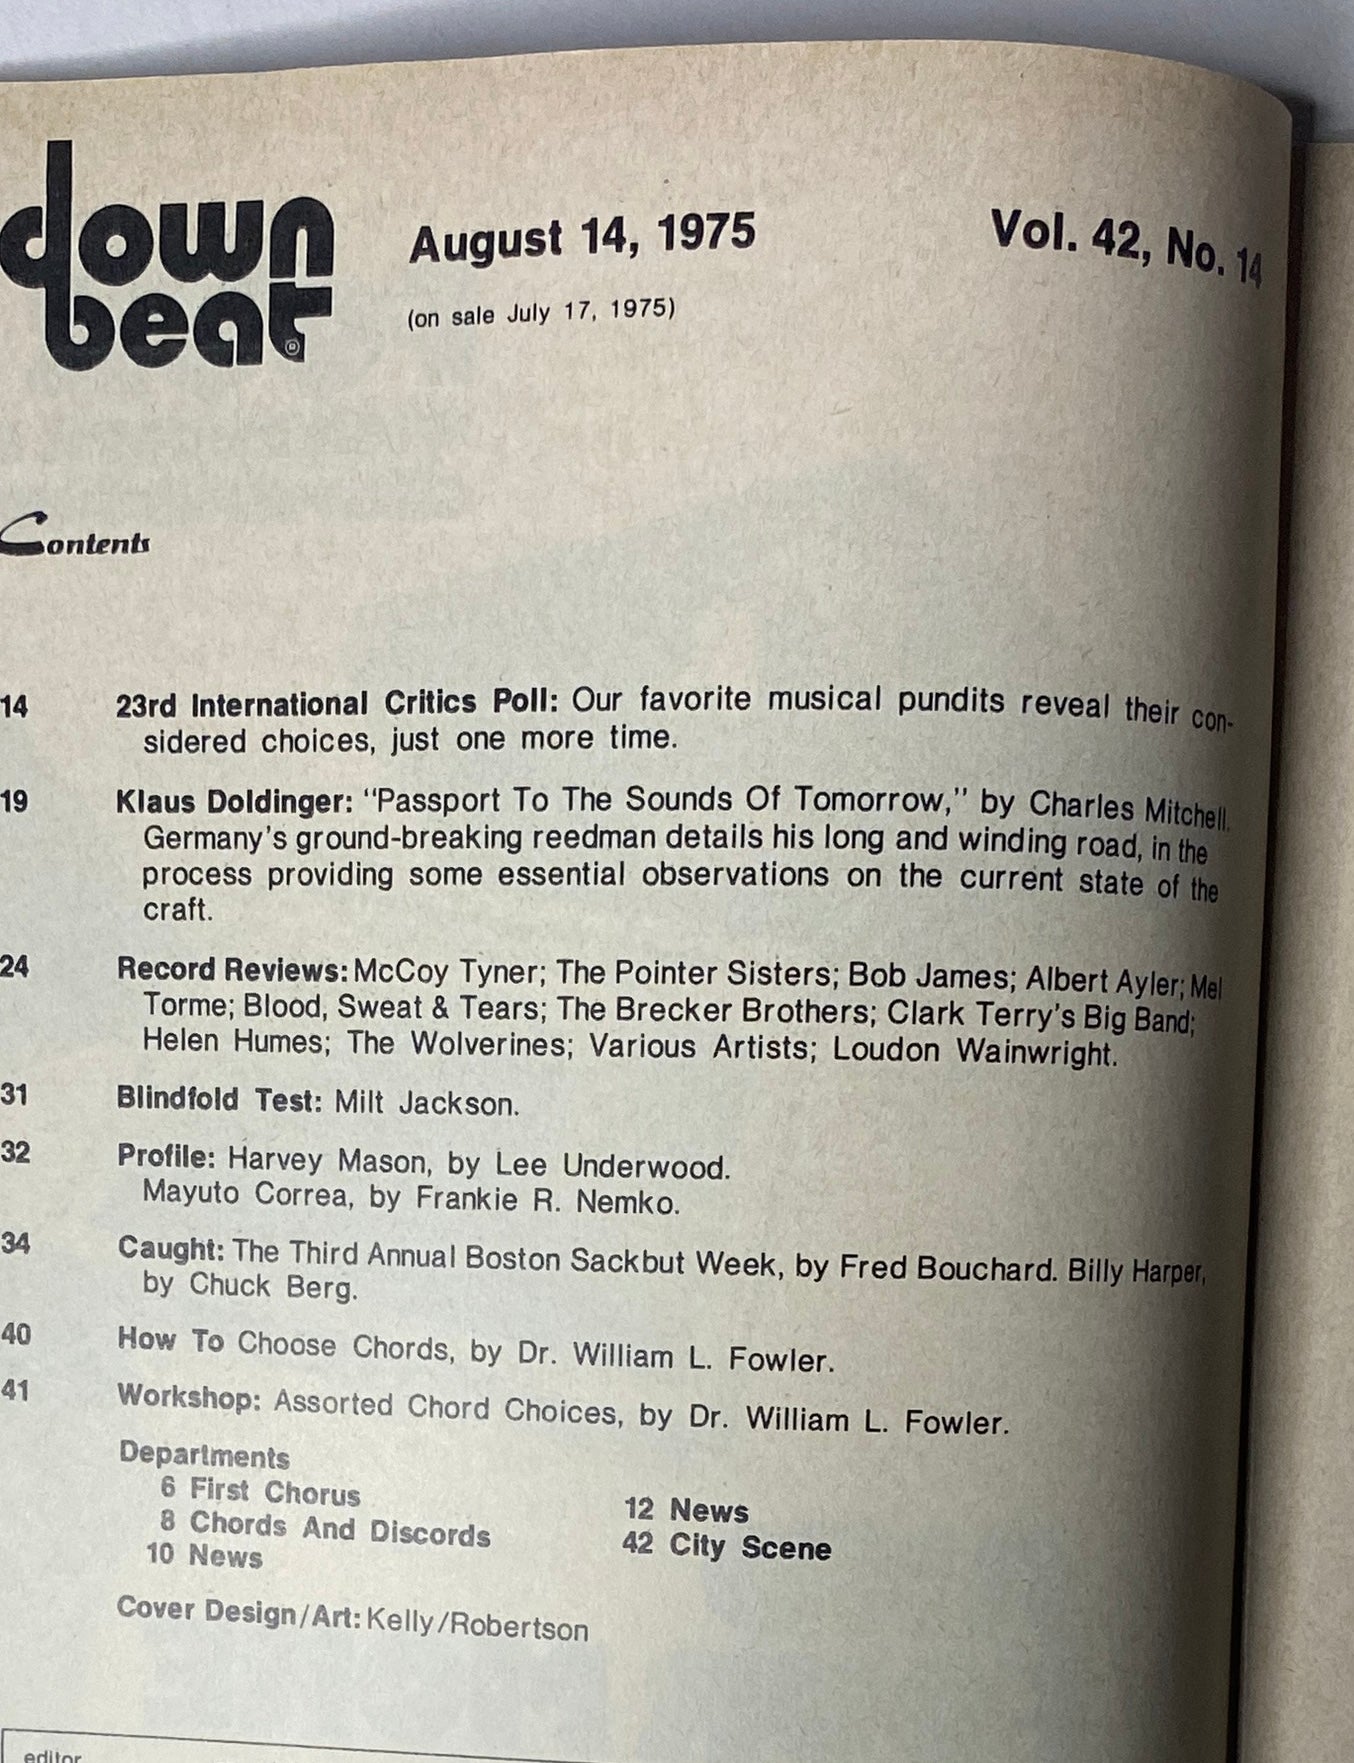 down
beat
®
August 14, 1975
(on sale July 17, 1975)
Vol. 42, No. 14
Contents
14 23rd International Critics Poll: Our favorite musical pundits reveal their con-
sidered choices, just one more time.
19 Klaus Doldinger: "Passport To The Sounds Of Tomorrow," by Charles Mitchell.
Germany's ground-breaking reedman details his long and winding road, in the
process providing some essential observations on the current state of the
craft.
24 Record Reviews: McCoy Tyner; The Pointer Sisters; Bob James; Albert Ayler; Mel
Torme; Blood, Sweat & Tears; The Brecker Brothers; Clark Terry's Big Band;
Helen Humes; The Wolverines; Various Artists; Loudon Wainwright.
31 Blindfold Test: Milt Jackson.
32 Profile: Harvey Mason, by Lee Underwood.
Mayuto Correa, by Frankie R. Nemko.
34 Caught: The Third Annual Boston Sackbut Week, by Fred Bouchard. Billy Harper,
by Chuck Berg.
40 How To Choose Chords, by Dr. William L. Fowler.
41 Workshop: Assorted Chord Choices, by Dr. William L. Fowler.
Departments
6 First Chorus
8 Chords And Discords
10 News
12 News
42 City Scene
Cover Design/Art: Kelly/Robertson
editor